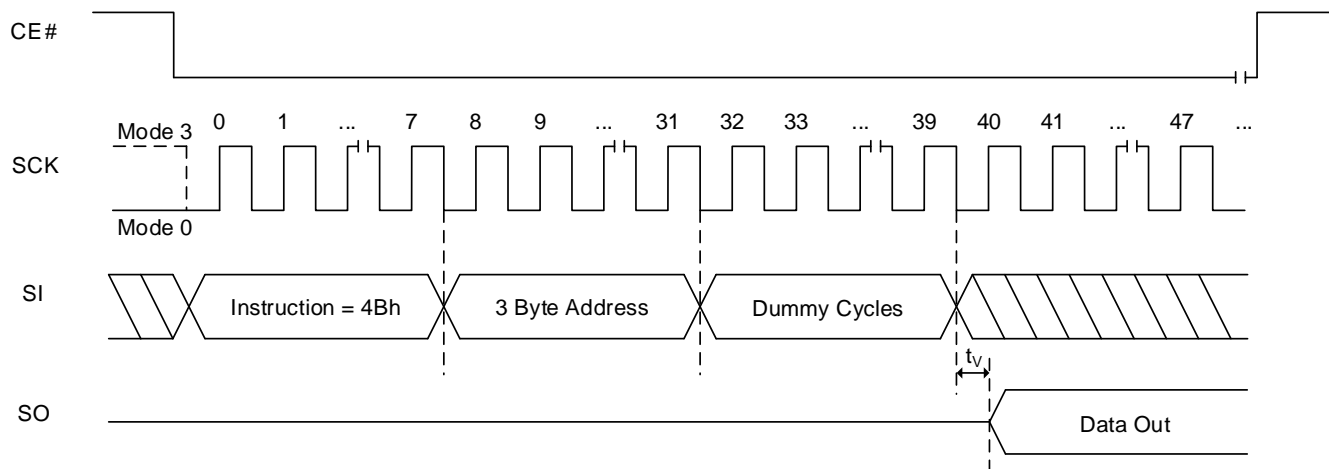 CE#
0 1 ... 7 8 9 ... 31 32 33 ... 39 40 41 ... 47 ...
Mode 3
SCK
Mode 0
SI
Instruction = 4Bh
3 Byte Address
Dummy Cycles
tV
SO
Data Out